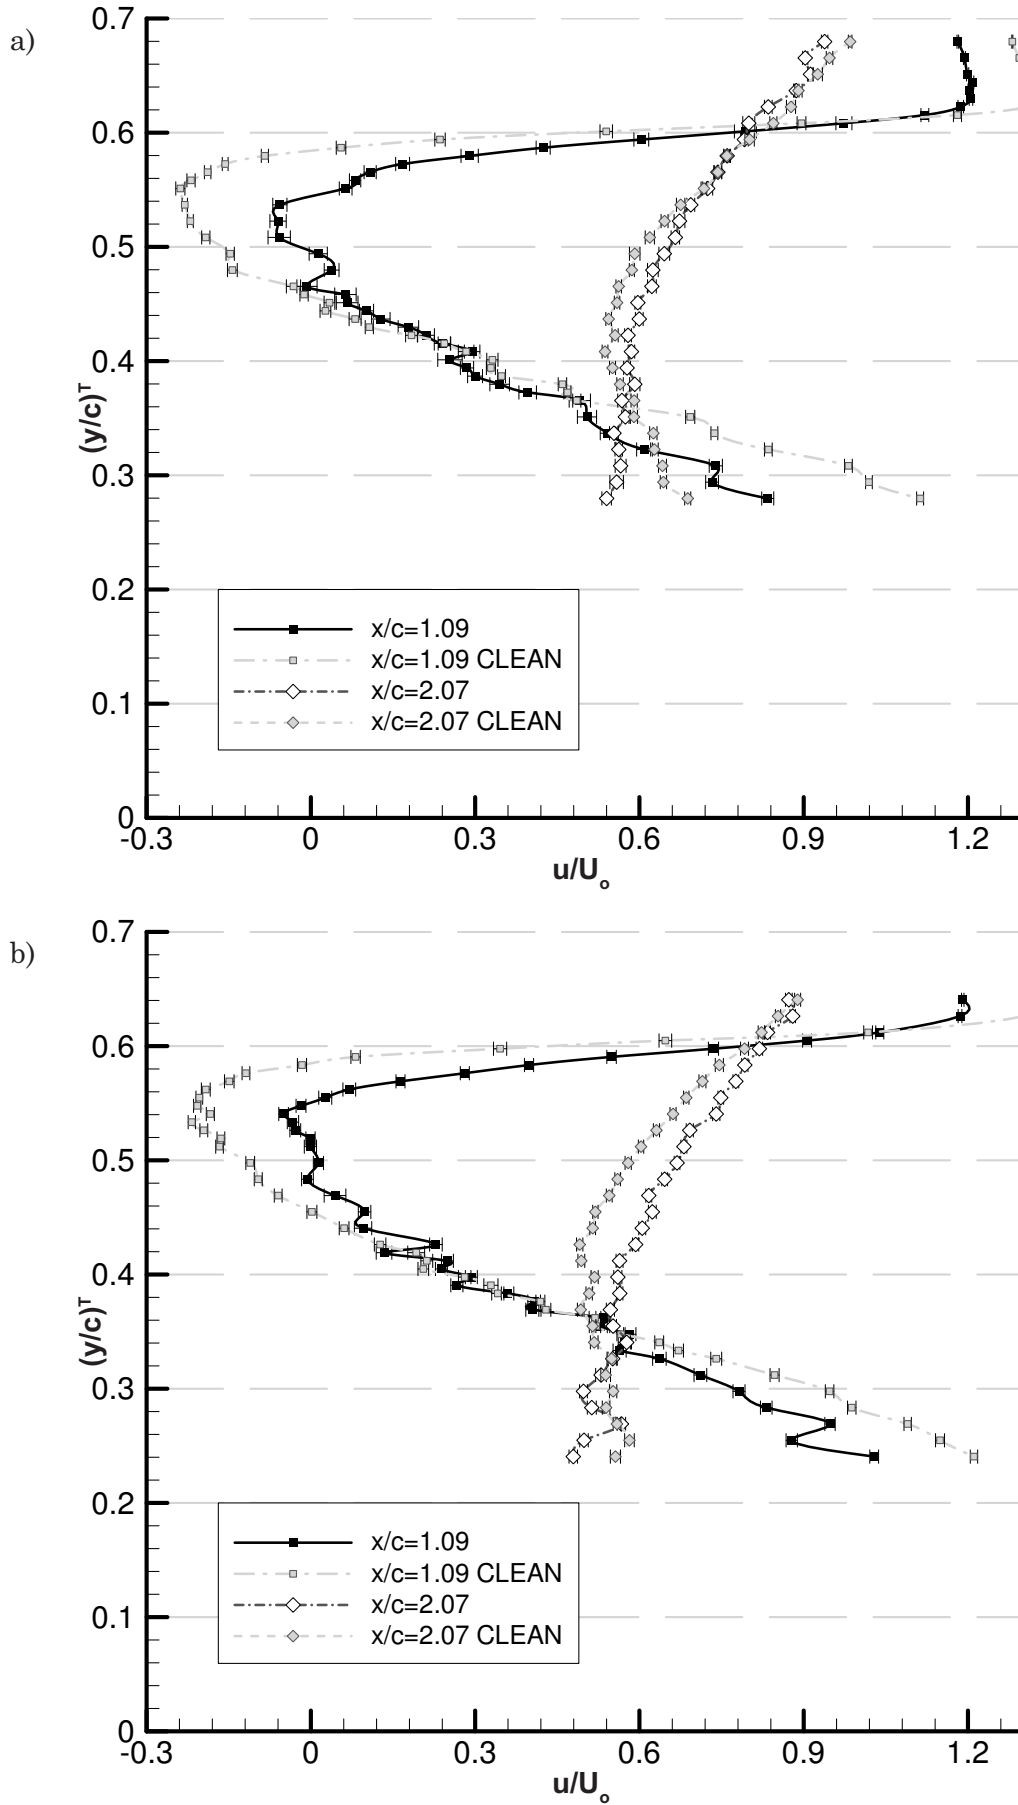 a)
0.7
0.6
0.5
0.4
0.3
0.2
0.1
0
(y/c)ᵀ
x/c=1.09
x/c=1.09 CLEAN
x/c=2.07
x/c=2.07 CLEAN
-0.3 0 0.3 0.6 0.9 1.2
u/Uₒ
b)
0.7
0.6
0.5
0.4
0.3
0.2
0.1
0
(y/c)ᵀ
x/c=1.09
x/c=1.09 CLEAN
x/c=2.07
x/c=2.07 CLEAN
-0.3 0 0.3 0.6 0.9 1.2
u/Uₒ